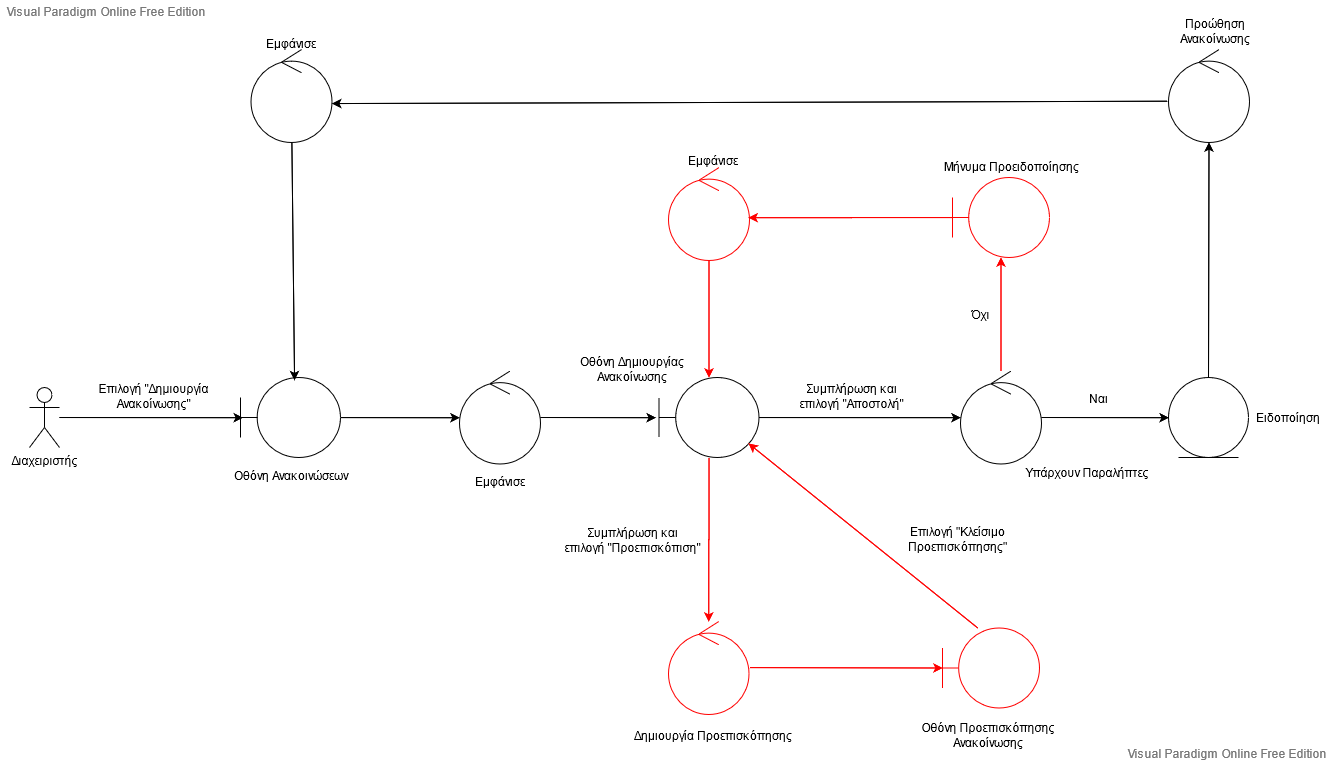 Visual Paradigm Online Free Edition
Προώθηση
Ανακοίνωσης
Εμφάνισε
Εμφάνισε
Μήνυμα Προειδοποίησης
Όχι
Οθόνη Δημιουργίας
Ανακοίνωσης
Επιλογή "Δημιουργία
Ανακοίνωσης"
Συμπλήρωση και
επιλογή "Αποστολή"
Ναι
Ειδοποίηση
Διαχειριστής
Οθόνη Ανακοινώσεων
Εμφάνισε
Υπάρχουν Παραλήπτες
Συμπλήρωση και
επιλογή "Προεπισκόπιση"
Επιλογή "Κλείσιμο
Προεπισκόπησης"
Δημιουργία Προεπισκόπησης
Οθόνη Προεπισκόπησης
Ανακοίνωσης
Visual Paradigm Online Free Edition